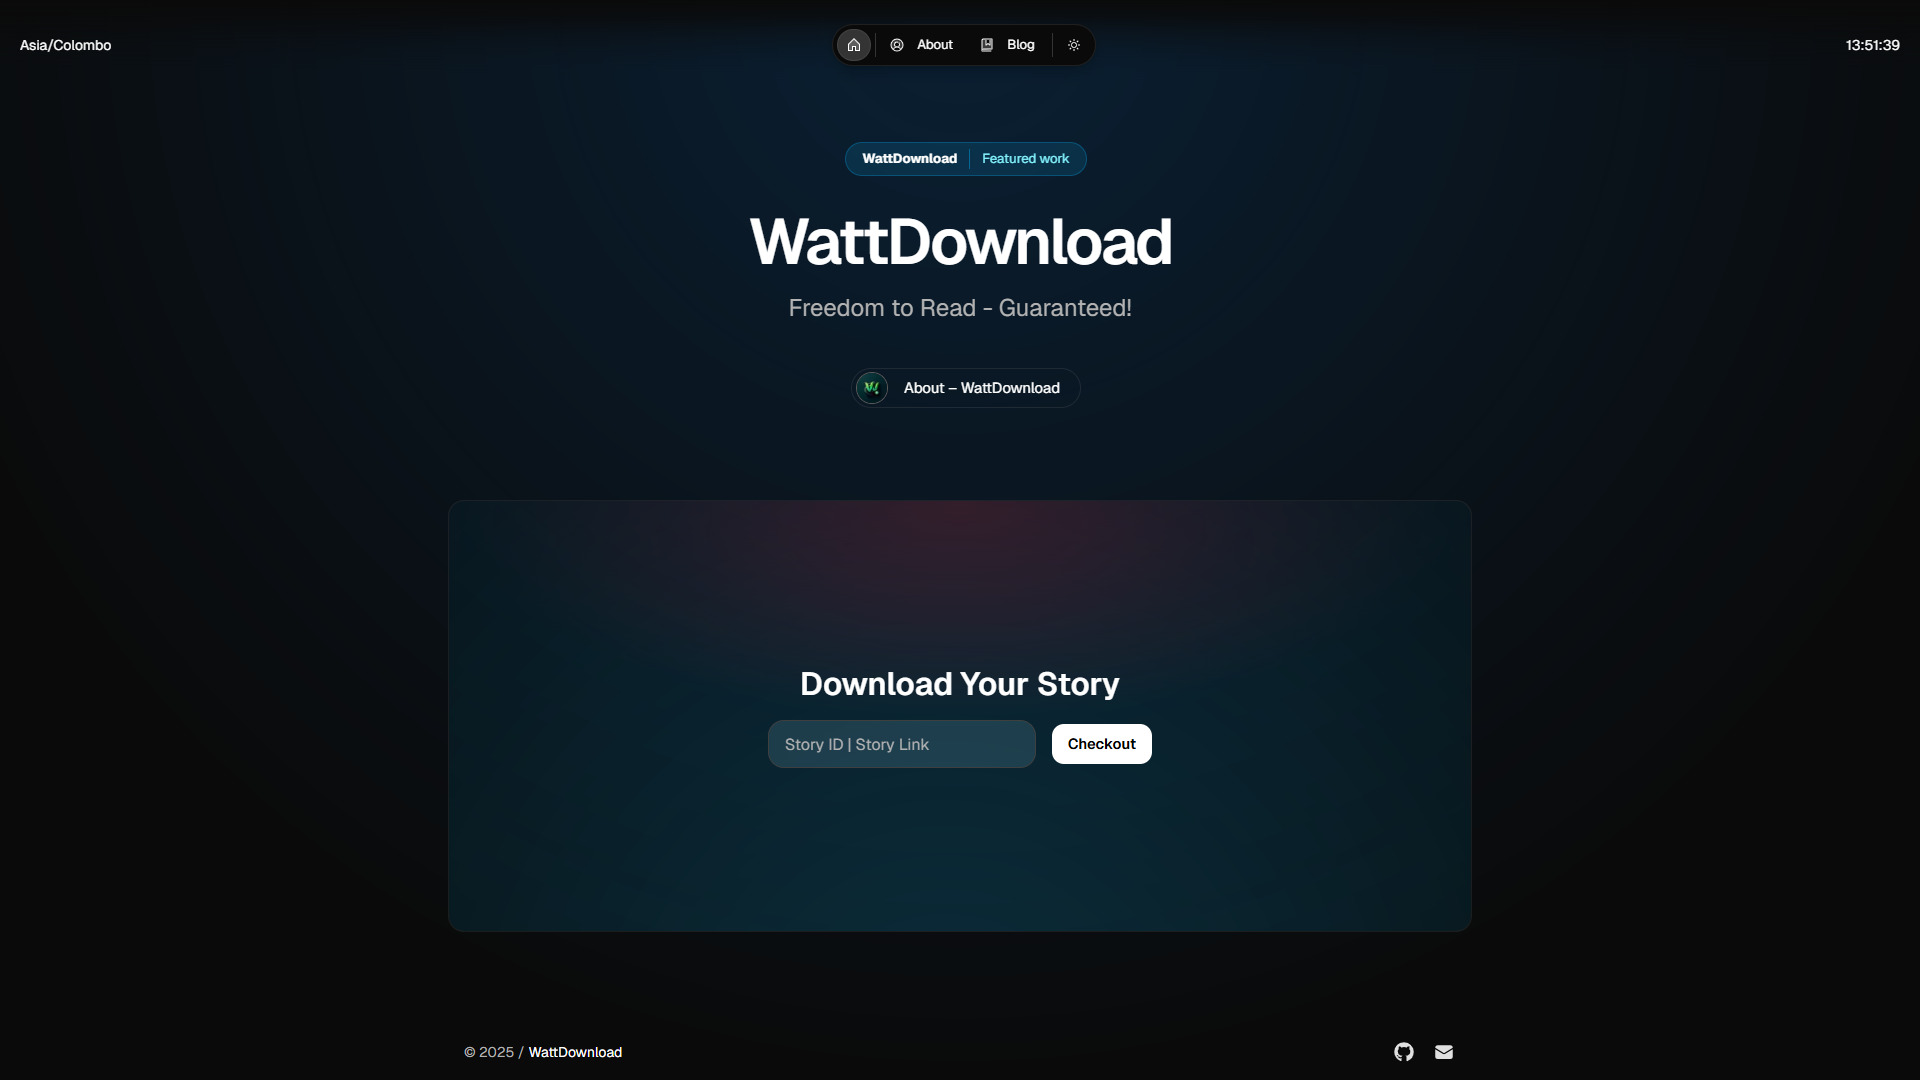 Asia/Colombo
About
Blog
13:51:39
WattDownload
Featured work
WattDownload
Freedom to Read - Guaranteed!
About – WattDownload
Download Your Story
Story ID | Story Link
Checkout
© 2025 / WattDownload